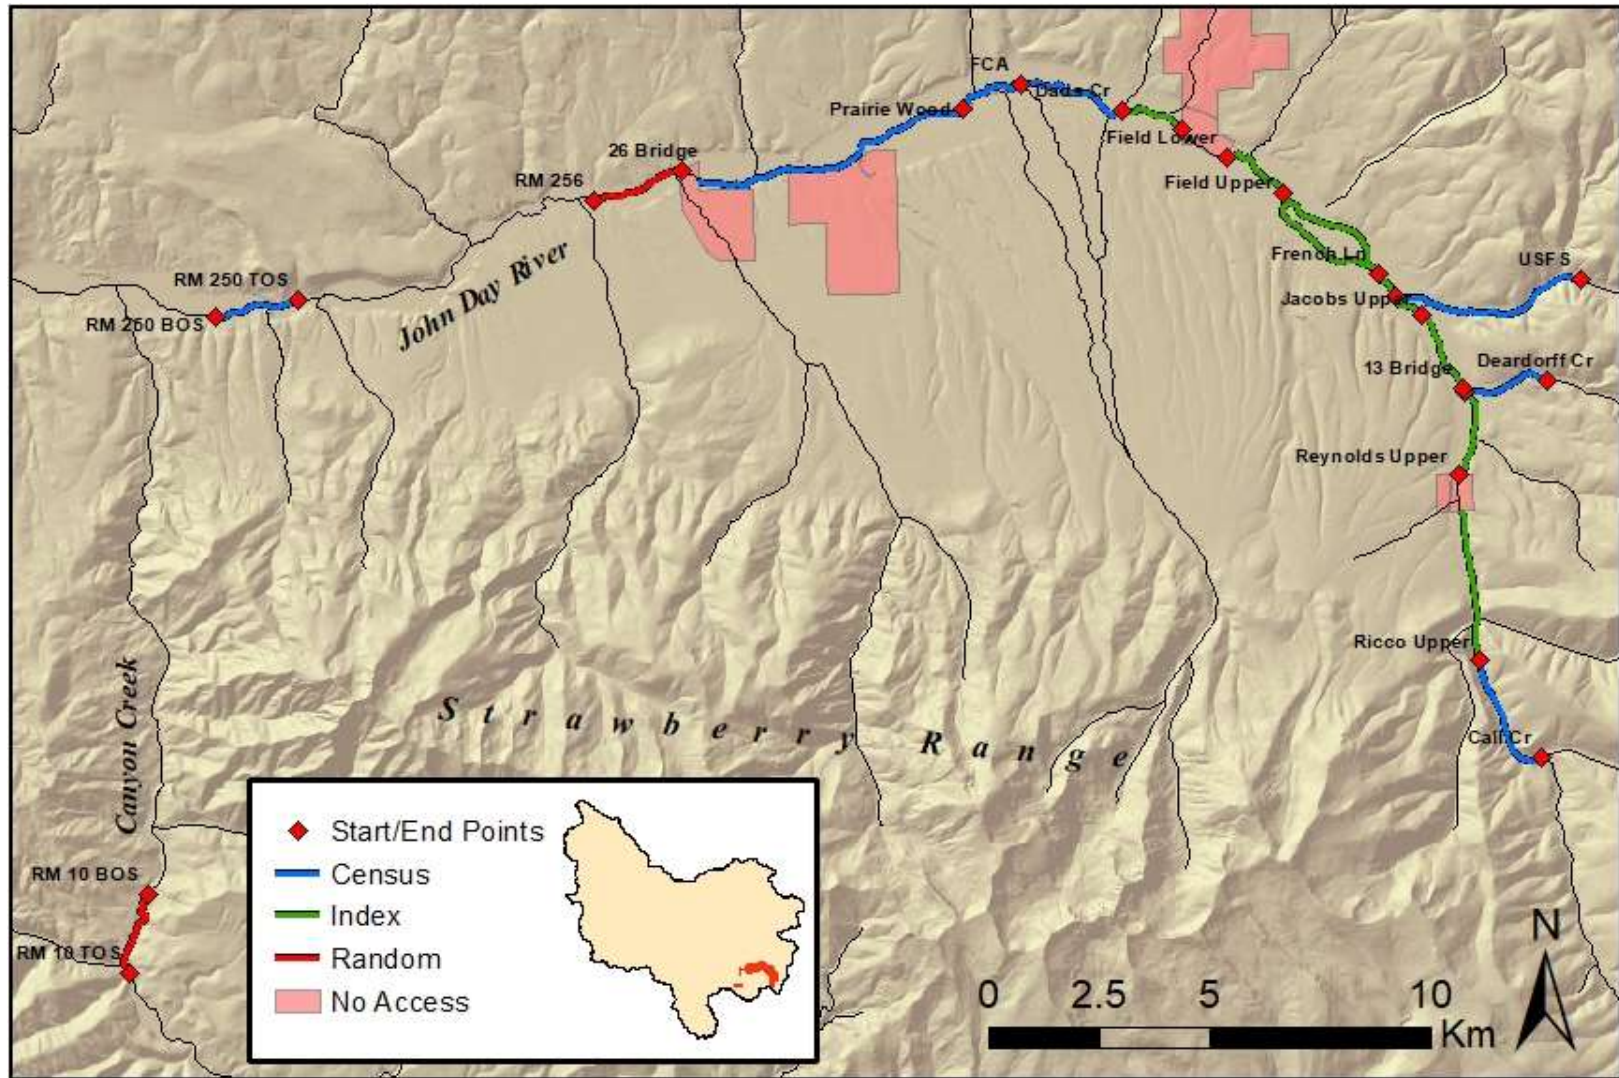 FCA
Dads Cr
Prairie Wood
Field Lower
26 Bridge
RM 256
Field Upper
French Ln
USFS
RM 250 TOS
Jacobs Upper
RM 250 BOS
John Day River
13 Bridge
Deardorff Cr
Reynolds Upper
Ricco Upper
Canyon Creek
Strawberry Range
Call Cr
RM 10 BOS
RM 10 TOS
Start/End Points
Census
Index
Random
No Access
N
0 2.5 5 10
Km